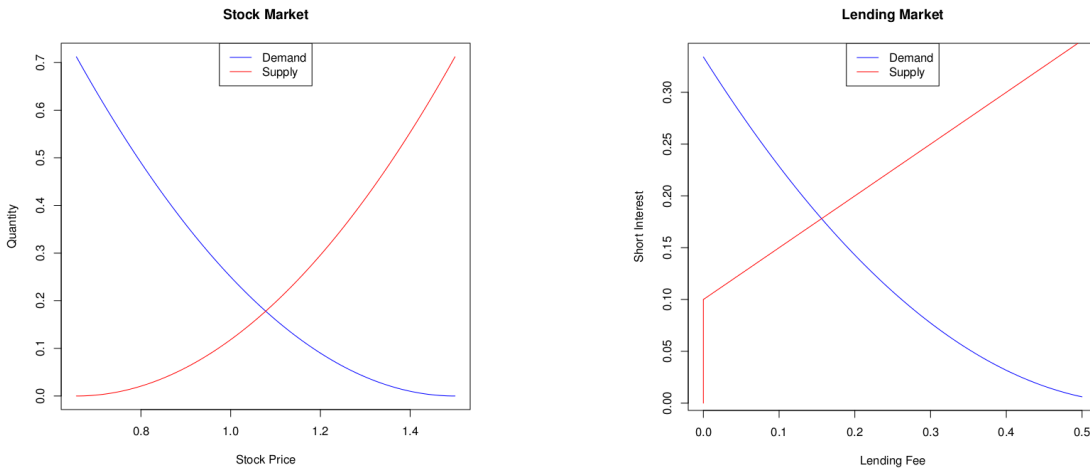 Stock Market
Demand
Supply
Quantity
0.0
0.1
0.2
0.3
0.4
0.5
0.6
0.7
0.8
1.0
1.2
1.4
Stock Price
Lending Market
Demand
Supply
Short Interest
0.00
0.05
0.10
0.15
0.20
0.25
0.30
0.0
0.1
0.2
0.3
0.4
0.5
Lending Fee